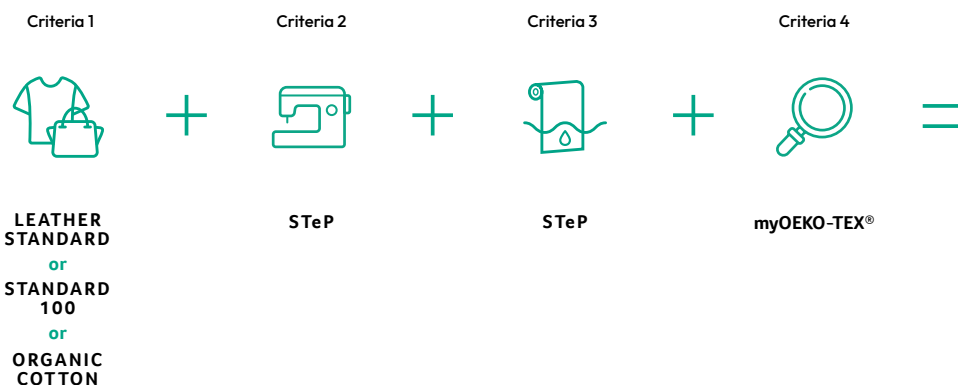 Criteria 1
Criteria 2
Criteria 3
Criteria 4
LEATHER
STANDARD
or
STANDARD
100
or
ORGANIC
COTTON
STeP
STeP
myOEKO-TEX®